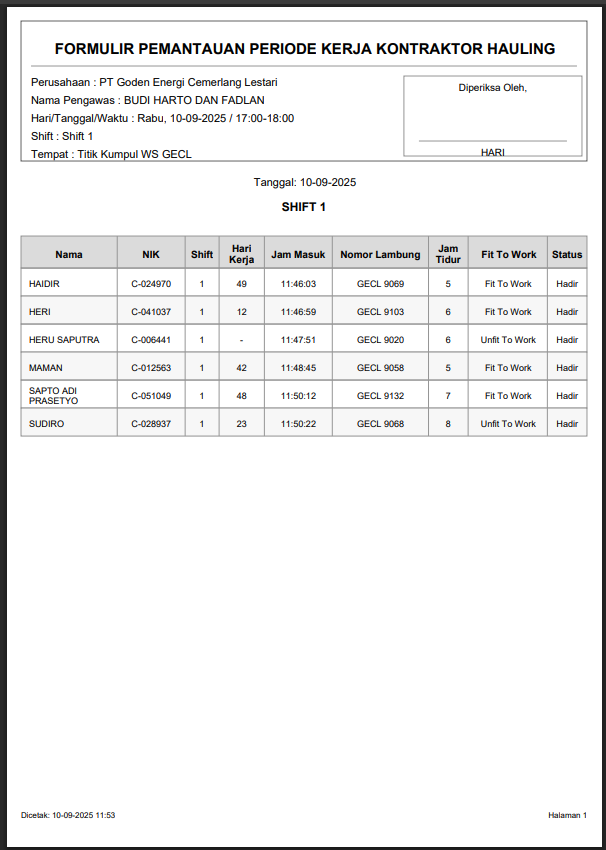 FORMULIR PEMANTAUAN PERIODE KERJA KONTRAKTOR HAULING
Perusahaan : PT Goden Energi Cemerlang Lestari
Nama Pengawas : BUDI HARTO DAN FADLAN
Hari/Tanggal/Waktu : Rabu, 10-09-2025 / 17:00-18:00
Shift : Shift 1
Tempat : Titik Kumpul WS GECL
Diperiksa Oleh,
HARI
Tanggal: 10-09-2025
SHIFT 1
Nama NIK Shift Hari Kerja Jam Masuk Nomor Lambung Jam Tidur Fit To Work Status
HAIDIR C-024970 1 49 11:46:03 GECL 9069 5 Fit To Work Hadir
HERI C-041037 1 12 11:46:59 GECL 9103 6 Fit To Work Hadir
HERU SAPUTRA C-006441 1 - 11:47:51 GECL 9020 6 Unfit To Work Hadir
MAMAN C-012563 1 42 11:48:45 GECL 9058 5 Fit To Work Hadir
SAPTO ADI PRASETYO C-051049 1 48 11:50:12 GECL 9132 7 Fit To Work Hadir
SUDIRO C-028937 1 23 11:50:22 GECL 9068 8 Unfit To Work Hadir
Dicetak: 10-09-2025 11:53
Halaman 1